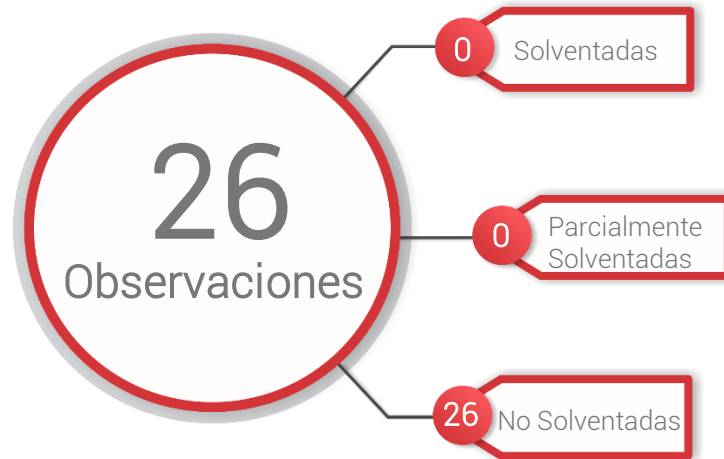 26
Observaciones
0
Solventadas
0
Parcialmente
Solventadas
26
No Solventadas